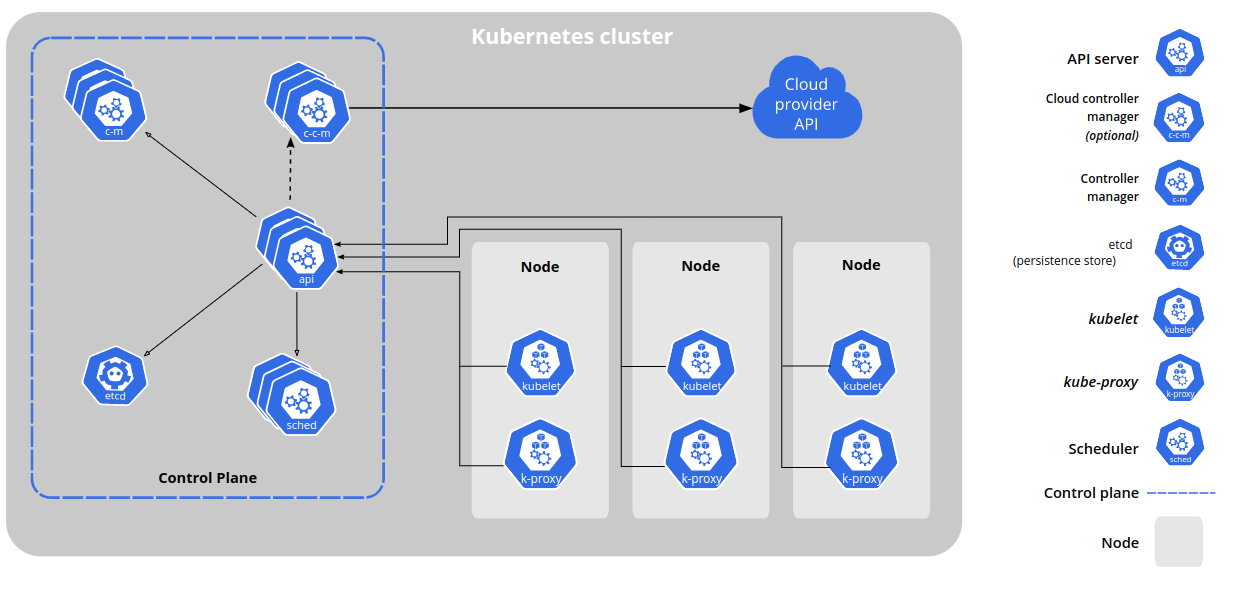 Kubernetes cluster
c-m
c-c-m
Cloud
provider
API
api
etcd
sched
Control Plane
Node
kubelet
k-proxy
Node
kubelet
k-proxy
Node
kubelet
k-proxy
API server
api
Cloud controller
manager
(optional)
c-c-m
Controller
manager
c-m
etcd
(persistence store)
etcd
kubelet
kubelet
kube-proxy
k-proxy
Scheduler
sched
Control plane
Node